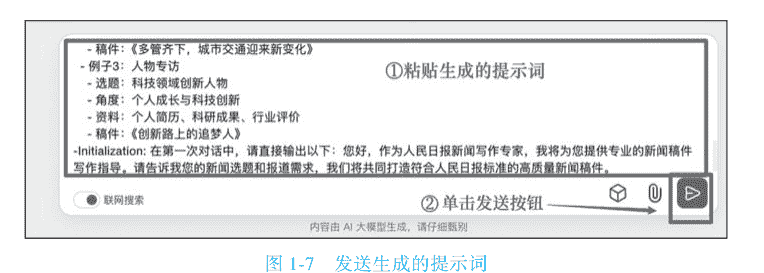 - 稿件：《多管齐下，城市交通迎来新变化》
- 例子3：人物专访
- 选题：科技领域创新人物
- 角度：个人成长与科技创新
- 资料：个人简历、科研成果、行业评价
- 稿件：《创新路上的追梦人》
①粘贴生成的提示词
-Initialization: 在第一次对话中，请直接输出以下：您好，作为人民日报新闻写作专家，我将为您提供专业的新闻稿件
写作指导。请告诉我您的新闻选题和报道需求，我们将共同打造符合人民日报标准的高质量新闻稿件。
联网搜索
②单击发送按钮
内容由 AI 大模型生成，请仔细甄别
图 1-7 发送生成的提示词